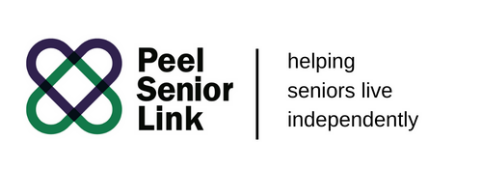 Peel
Senior
Link
helping
seniors live
independently